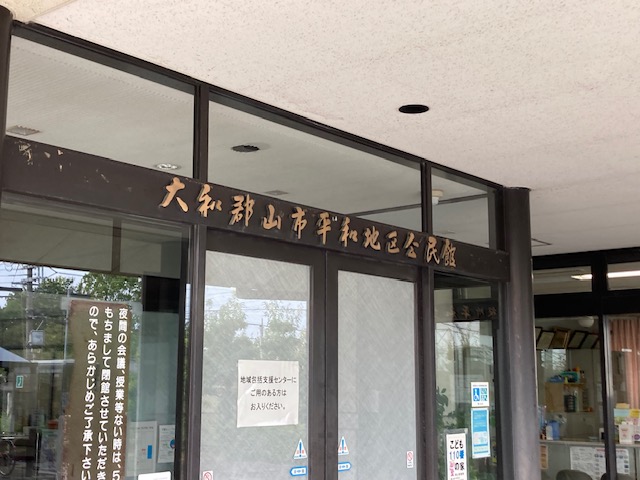 大和郡山市平和地区公民館
夜間の会議、授業等ない時は、5
もちまして閉館させていただき
ので、あらかじめご了承下さい
地域包括支援センターに
ご用のある方は
お入りください。
こども
110番
の家